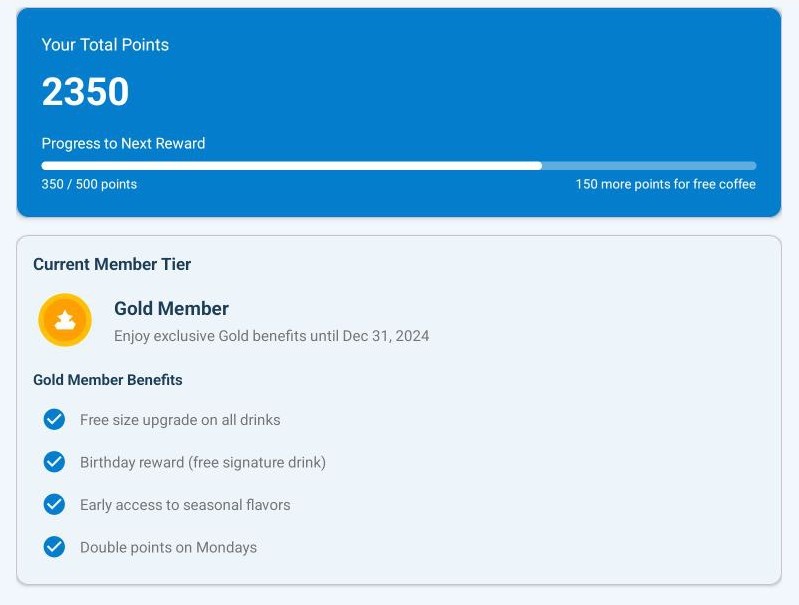 Your Total Points
2350
Progress to Next Reward
350 / 500 points
150 more points for free coffee
Current Member Tier
Gold Member
Enjoy exclusive Gold benefits until Dec 31, 2024
Gold Member Benefits
Free size upgrade on all drinks
Birthday reward (free signature drink)
Early access to seasonal flavors
Double points on Mondays